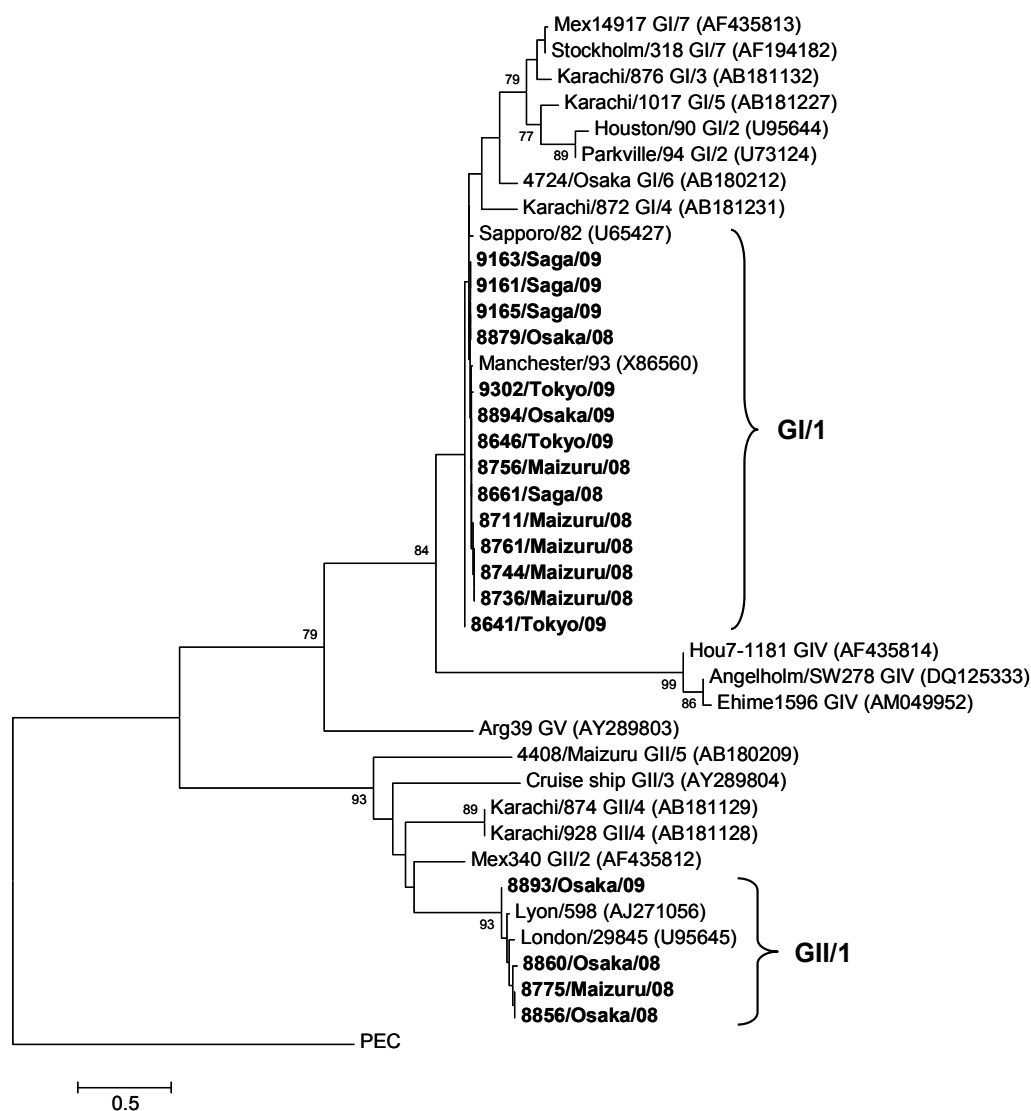 Mex14917 GI/7 (AF435813)
Stockholm/318 GI/7 (AF194182)
79
Karachi/876 GI/3 (AB181132)
Karachi/1017 GI/5 (AB181227)
Houston/90 GI/2 (U95644)
77
89
Parkville/94 GI/2 (U73124)
4724/Osaka GI/6 (AB180212)
Karachi/872 GI/4 (AB181231)
Sapporo/82 (U65427)
9163/Saga/09
9161/Saga/09
9165/Saga/09
8879/Osaka/08
Manchester/93 (X86560)
9302/Tokyo/09
8894/Osaka/09
GI/1
8646/Tokyo/09
8756/Maizuru/08
8661/Saga/08
8711/Maizuru/08
8761/Maizuru/08
84
8744/Maizuru/08
8736/Maizuru/08
8641/Tokyo/09
79
Hou7-1181 GIV (AF435814)
Angelholm/SW278 GIV (DQ125333)
99
86
Ehime1596 GIV (AM049952)
Arg39 GV (AY289803)
4408/Maizuru GII/5 (AB180209)
Cruise ship GII/3 (AY289804)
93
89
Karachi/874 GII/4 (AB181129)
Karachi/928 GII/4 (AB181128)
Mex340 GII/2 (AF435812)
8893/Osaka/09
Lyon/598 (AJ271056)
93
London/29845 (U95645)
GII/1
8860/Osaka/08
8775/Maizuru/08
8856/Osaka/08
PEC
0.5